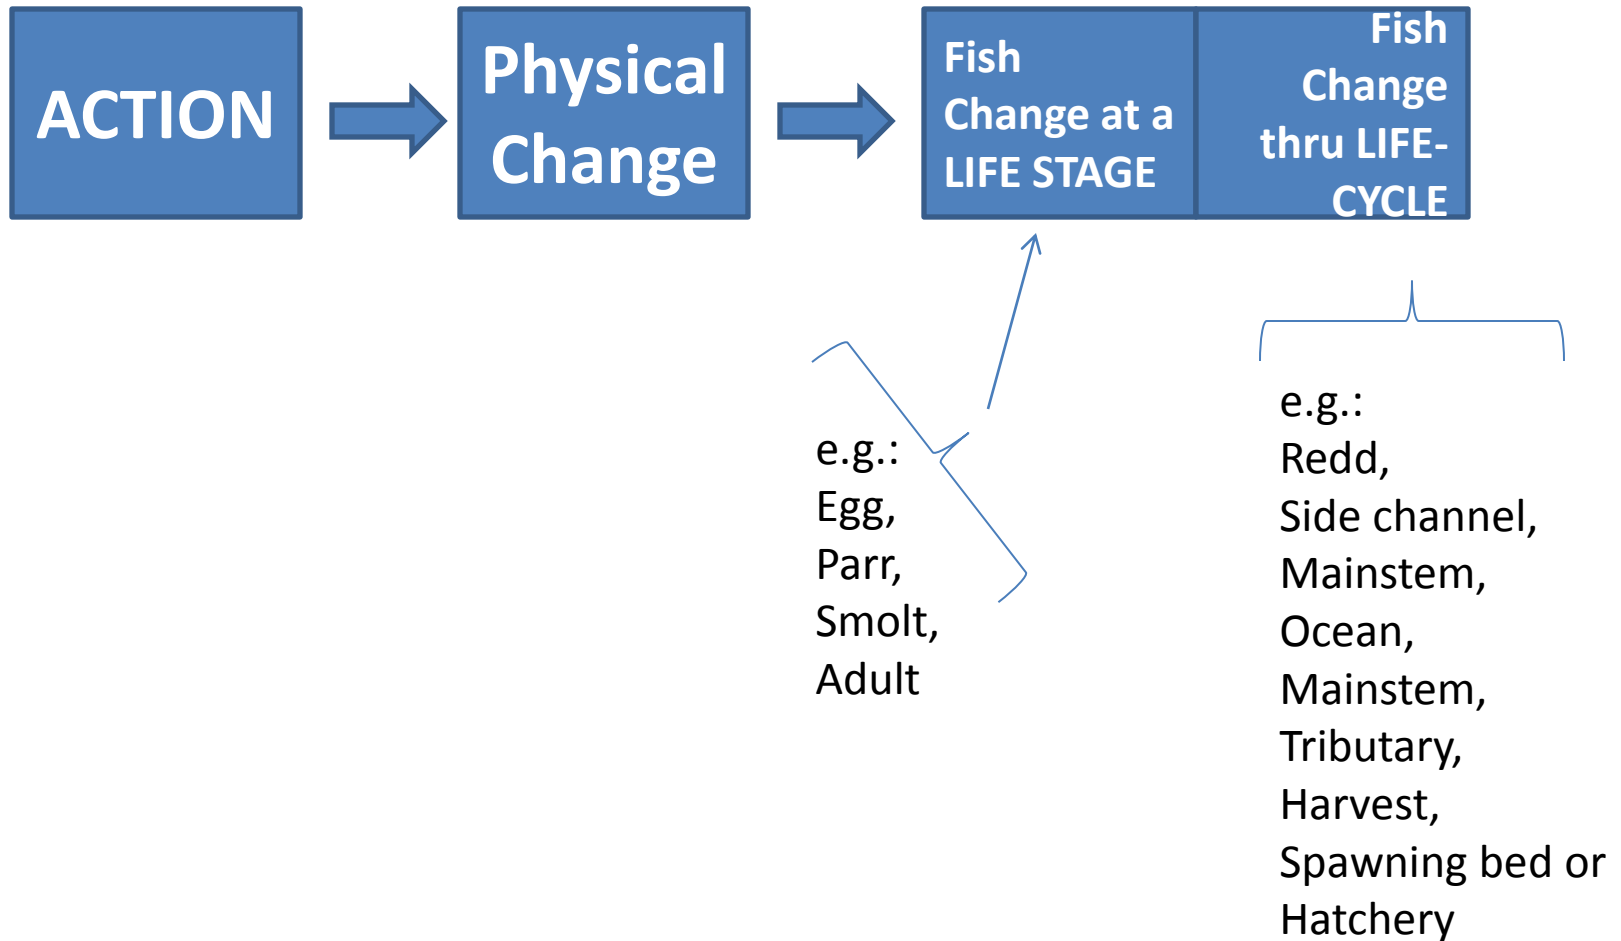 ACTION
Physical
Change
Fish
Change at a
LIFE STAGE
Fish
Change
thru LIFE-
CYCLE
e.g.:
Egg,
Parr,
Smolt,
Adult
e.g.:
Redd,
Side channel,
Mainstem,
Ocean,
Mainstem,
Tributary,
Harvest,
Spawning bed or
Hatchery